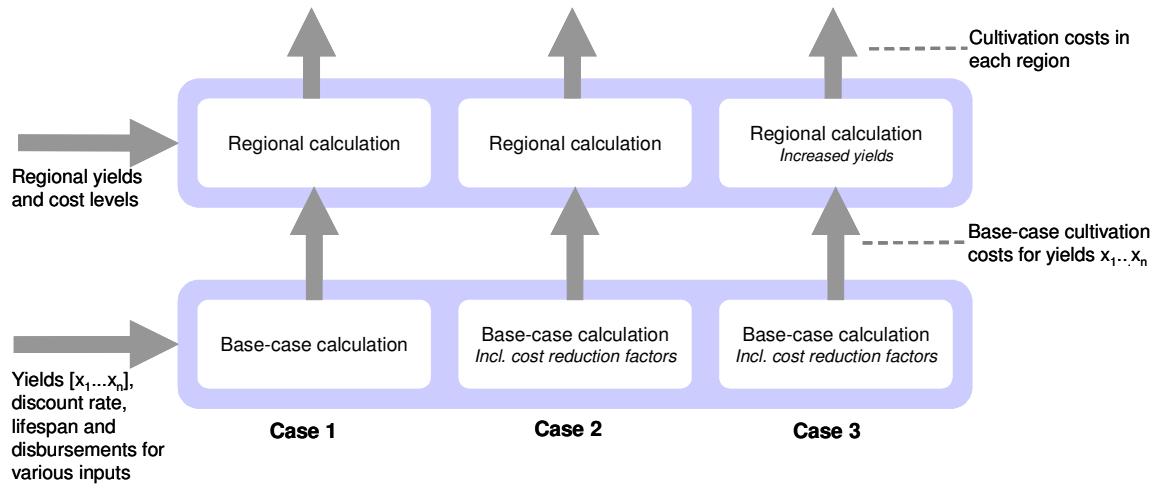 Cultivation costs in
each region
Regional calculation
Regional calculation
Regional calculation
Increased yields
Regional yields
and cost levels
Base-case cultivation
costs for yields x₁...xₙ
Base-case calculation
Base-case calculation
Incl. cost reduction factors
Base-case calculation
Incl. cost reduction factors
Yields [x₁...xₙ],
discount rate,
lifespan and
disbursements for
various inputs
Case 1
Case 2
Case 3